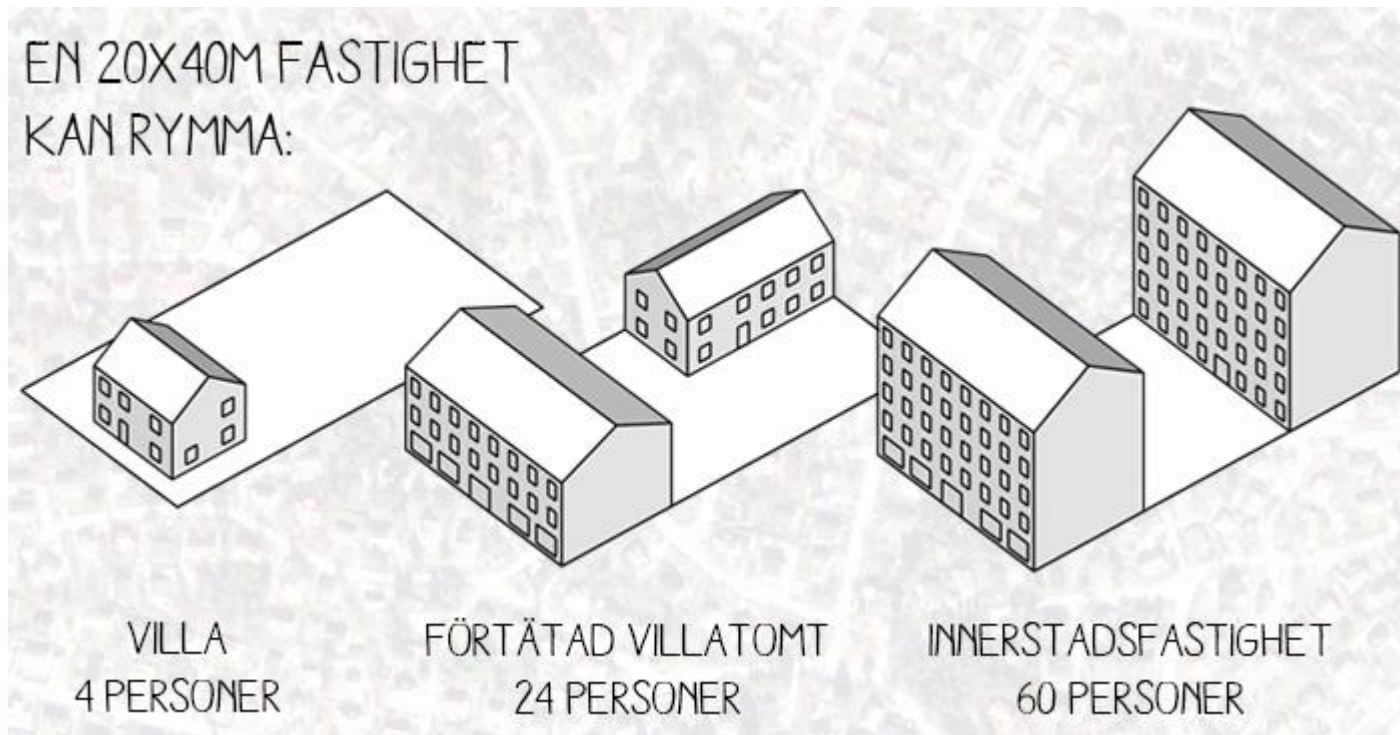 EN 20X40M FASTIGHET
KAN RYMMA:
VILLA
4 PERSONER
FÖRTÄTAD VILLATOMT
24 PERSONER
INNERSTADSFASTIGHET
60 PERSONER